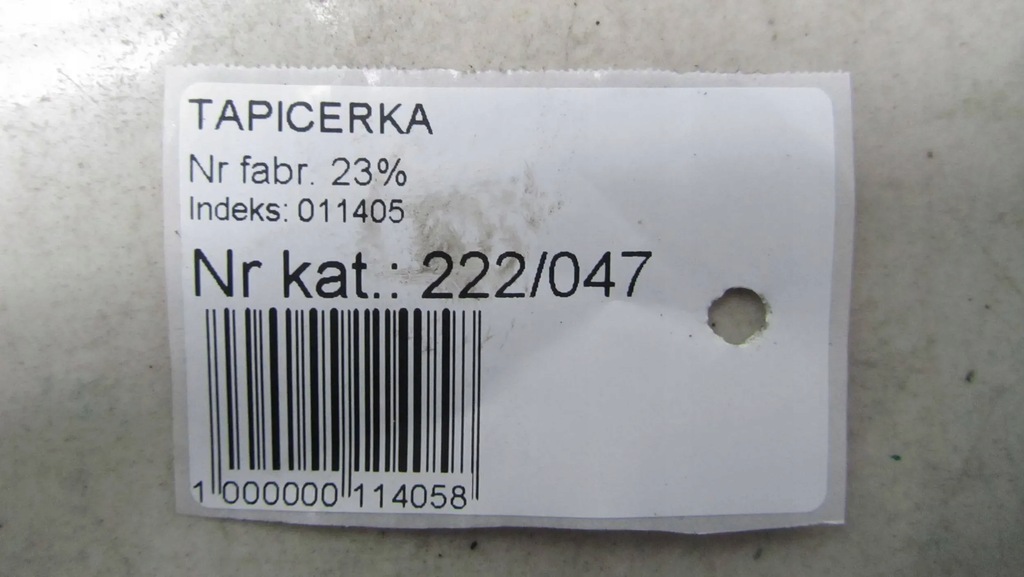 TAPICERKA
Nr fabr. 23%
Indeks: 011405
Nr kat.: 222/047
1 000000 114058